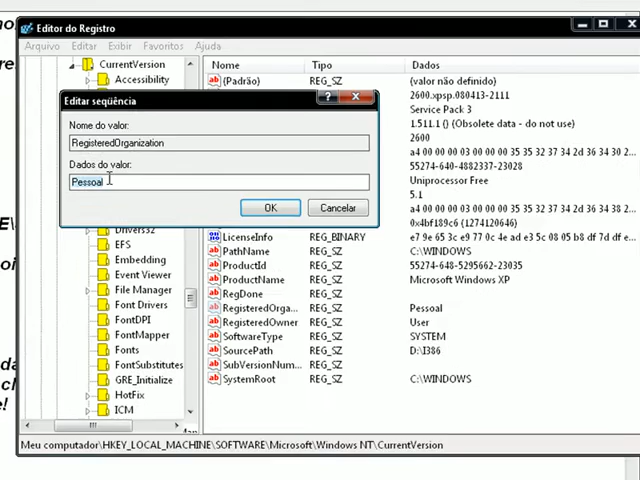 Editor do Registro
Arquivo Editar Exibir Favoritos Ajuda
CurrentVersion
Accessibility
Nome Tipo Dados
(Padrão) REG_SZ (valor não definido)
2600.xpsp.080413-2111
Service Pack 3
1.511.1 () (Obsolete data - do not use)
2600
a4 00 00 00 03 00 00 00 35 35 32 37 34 2d 36 34 30 2...
55274-640-4882337-23028
Uniprocessor Free
5.1
a4 00 00 00 03 00 00 00 35 35 32 37 34 2d 36 34 38 2...
0x4bf189c6 (1274120646)
Editar seqüência
Nome do valor:
RegisteredOrganization
Dados do valor:
Pessoal
OK Cancelar
Drivers32
EFS
Embedding
Event Viewer
File Manager
Font Drivers
FontDPI
FontMapper
Fonts
FontSubstitutes
GRE_Initialize
HotFix
ICM
LicenseInfo REG_BINARY e7 9e 65 3c e9 77 0c 4e ad e3 5c 08 05 b8 df 7d df e...
PathName REG_SZ C:\WINDOWS
ProductId REG_SZ 55274-648-5295662-23035
ProductName REG_SZ Microsoft Windows XP
RegDone REG_SZ
RegisteredOrga... REG_SZ Pessoal
RegisteredOwner REG_SZ User
SoftwareType REG_SZ SYSTEM
SourcePath REG_SZ D:\I386
SubVersionNum... REG_SZ
SystemRoot REG_SZ C:\WINDOWS
Meu computador\HKEY_LOCAL_MACHINE\SOFTWARE\Microsoft\Windows NT\CurrentVersion